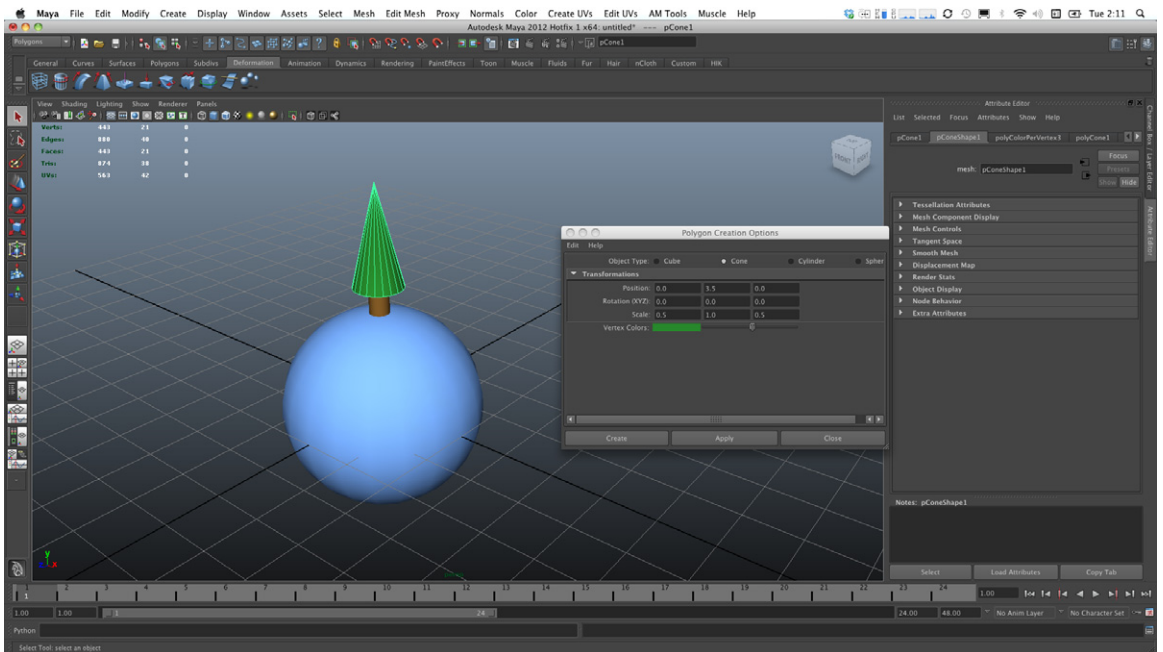 Maya File Edit Modify Create Display Window Assets Select Mesh Edit Mesh Proxy Normals Color Create UVs Edit UVs AM Tools Muscle Help Tue 2:11
Autodesk Maya 2012 Hotfix 1 x64: untitled* --- pCone1
Polygons pCone1
General Curves Surfaces Polygons Subdivs Deformation Animation Dynamics Rendering PaintEffects Toon Muscle Fluids Fur Hair nCloth Custom HIK
View Shading Lighting Show Renderer Panels
Verts: 443 21 0
Edges: 880 40 0
Faces: 443 21 0
Tris: 874 38 0
UVs: 563 42 0
FRONT
Polygon Creation Options
Edit Help
Object Type: Cube Cone Cylinder Spher
Transformations
Position: 0.0 3.5 0.0
Rotation (XYZ): 0.0 0.0 0.0
Scale: 0.5 1.0 0.5
Vertex Colors:
Create Apply Close
Attribute Editor
List Selected Focus Attributes Show Help
pCone1 pConeShape1 polyColorPerVertex3 polyCone1
Focus
mesh: pConeShape1 Presets
Show Hide
Tessellation Attributes
Mesh Component Display
Mesh Controls
Tangent Space
Smooth Mesh
Displacement Map
Render Stats
Object Display
Node Behavior
Extra Attributes
Notes: pConeShape1
Select Load Attributes Copy Tab
Channel Box / Layer Editor
Attribute Editor
y
x
persp
1 2 3 4 5 6 7 8 9 10 11 12 13 14 15 16 17 18 19 20 21 22 23 24 1.00
1.00 1.00 1 24 24.00 48.00 No Anim Layer No Character Set
Python
Select Tool: select an object